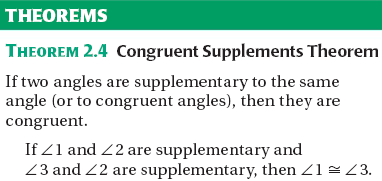 THEOREMS
THEOREM 2.4 Congruent Supplements Theorem
If two angles are supplementary to the same
angle (or to congruent angles), then they are
congruent.
If ∠1 and ∠2 are supplementary and
∠3 and ∠2 are supplementary, then ∠1 ≅ ∠3.